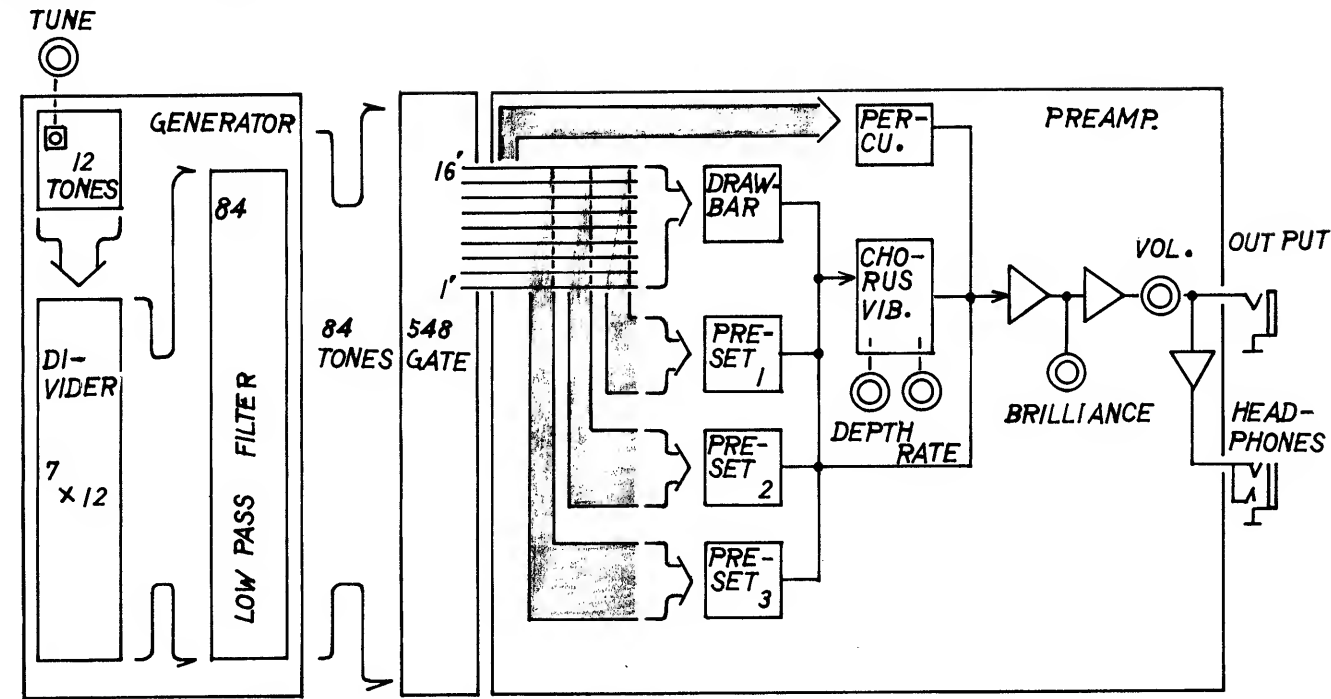 TUNE
GENERATOR
12
TONES
84
DI-
VIDER
7
× 12
LOW PASS FILTER
84
TONES
548
GATE
16'
1'
PREAMP.
PER-
CU.
DRAW-
BAR
CHO-
RUS
VIB.
PRE-
SET
1
PRE-
SET
2
PRE-
SET
3
DEPTH
RATE
BRILLIANCE
VOL.
OUT PUT
HEAD-
PHONES